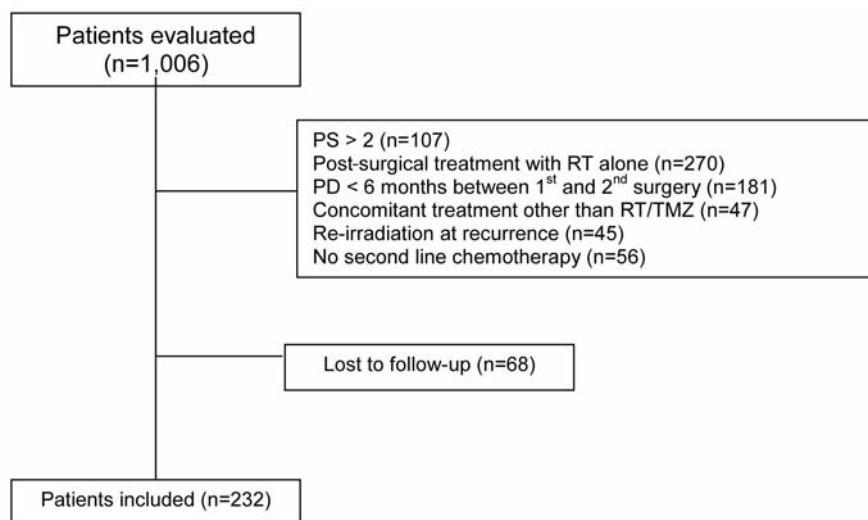 Patients evaluated
(n=1,006)
PS > 2 (n=107)
Post-surgical treatment with RT alone (n=270)
PD < 6 months between 1st and 2nd surgery (n=181)
Concomitant treatment other than RT/TMZ (n=47)
Re-irradiation at recurrence (n=45)
No second line chemotherapy (n=56)
Lost to follow-up (n=68)
Patients included (n=232)